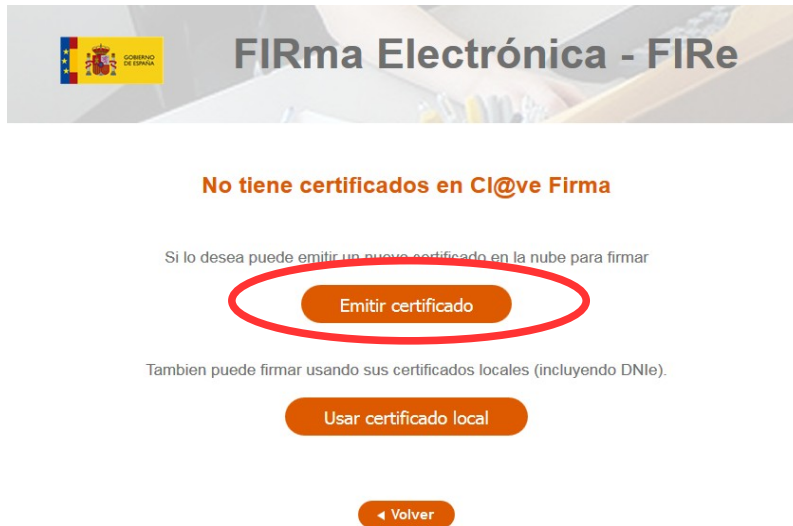 GOBIERNO
DE ESPAÑA
FIRma Electrónica - FIRe
No tiene certificados en Cl@ve Firma
Si lo desea puede emitir un nuevo certificado en la nube para firmar
Emitir certificado
Tambien puede firmar usando sus certificados locales (incluyendo DNIe).
Usar certificado local
Volver